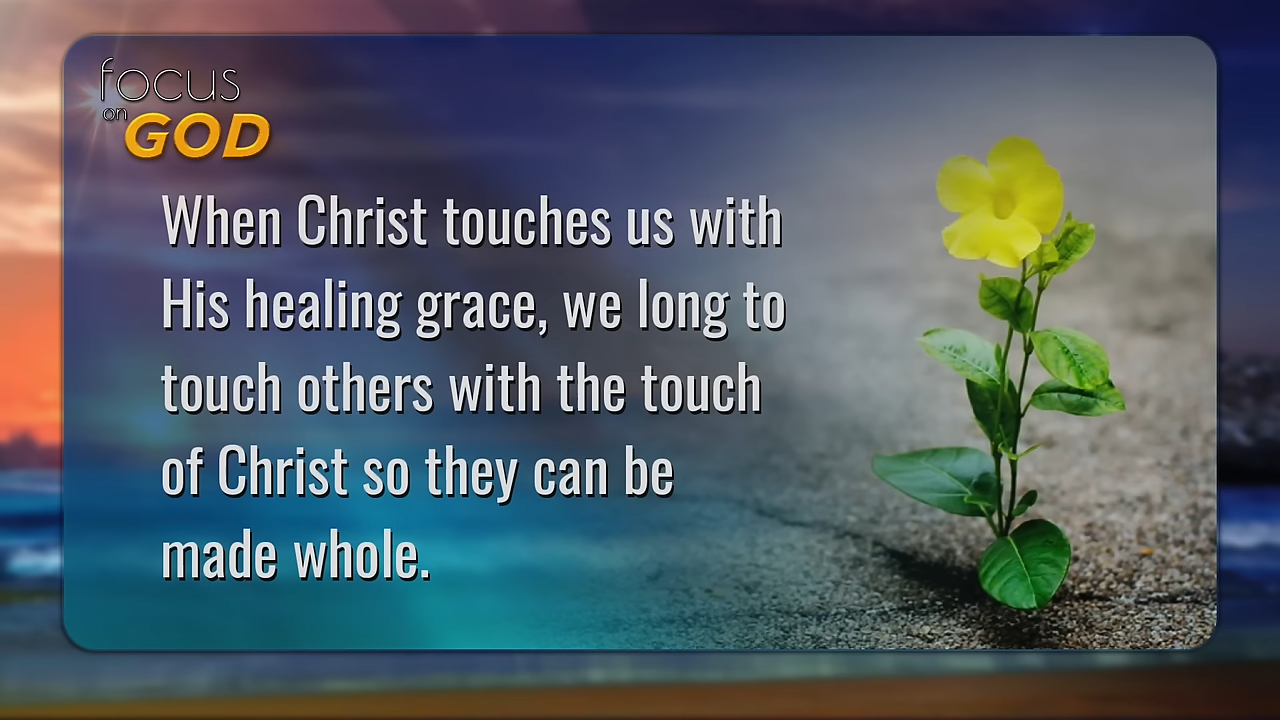 focus
on
GOD
When Christ touches us with
His healing grace, we long to
touch others with the touch
of Christ so they can be
made whole.